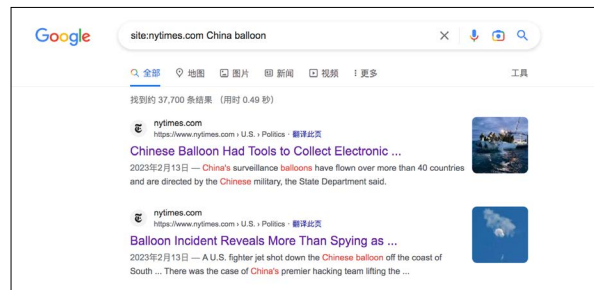 Google
site:nytimes.com China balloon
全部 地图 图片 新闻 视频 更多 工具
找到约 37,700 条结果 （用时 0.49 秒）
nytimes.com
https://www.nytimes.com › U.S. › Politics · 翻译此页
Chinese Balloon Had Tools to Collect Electronic ...
2023年2月13日 — China's surveillance balloons have flown over more than 40 countries
and are directed by the Chinese military, the State Department said.
nytimes.com
https://www.nytimes.com › U.S. › Politics · 翻译此页
Balloon Incident Reveals More Than Spying as ...
2023年2月13日 — A U.S. fighter jet shot down the Chinese balloon off the coast of
South ... There was the case of China's premier hacking team lifting the ...